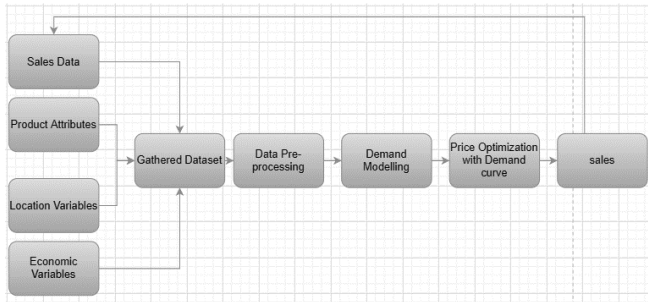 Sales Data
Product Attributes
Location Variables
Economic
Variables
Gathered Dataset
Data Pre-
processing
Demand
Modelling
Price Optimization
with Demand
curve
sales